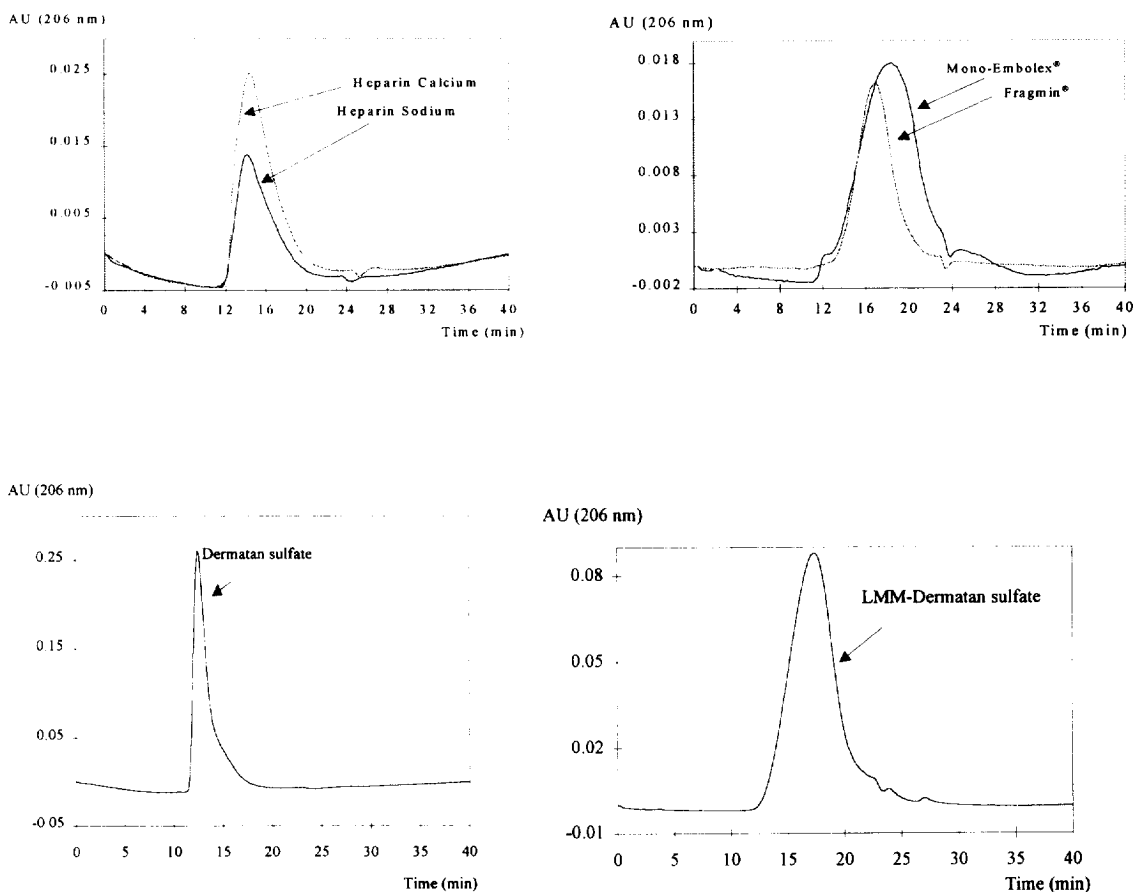 AU (206 nm)
0.025
0.015
0.005
-0.005
Heparin Calcium
Heparin Sodium
0 4 8 12 16 20 24 28 32 36 40
Time (min)
AU (206 nm)
0.018
0.013
0.008
0.003
-0.002
Mono-Embolex®
Fragmin®
0 4 8 12 16 20 24 28 32 36 40
Time (min)
AU (206 nm)
0.25
0.15
0.05
-0.05
Dermatan sulfate
0 5 10 15 20 25 30 35 40
Time (min)
AU (206 nm)
0.08
0.05
0.02
-0.01
LMM-Dermatan sulfate
0 5 10 15 20 25 30 35 40
Time (min)